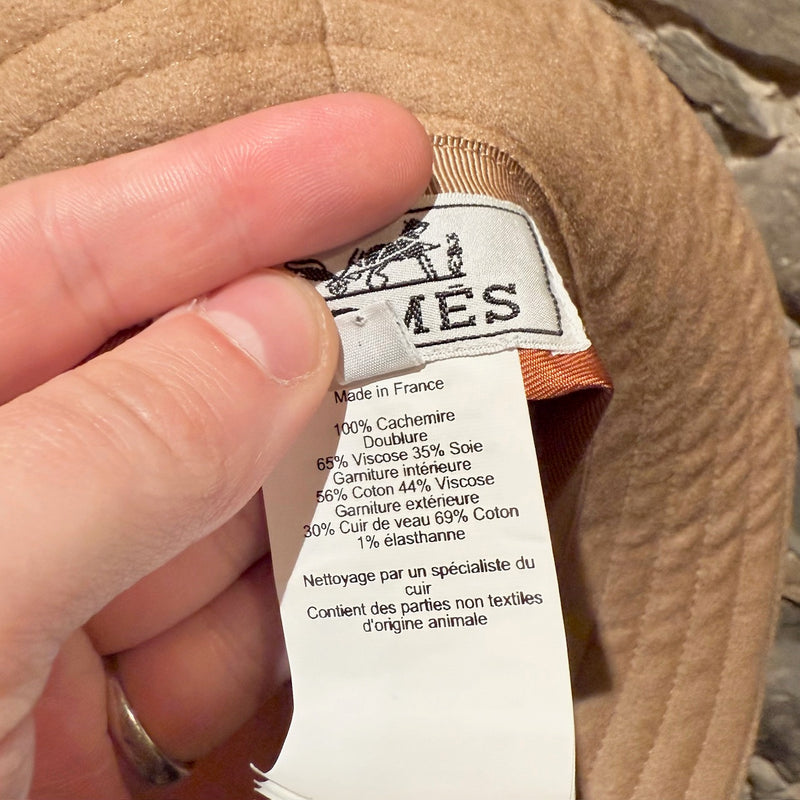 MÈS
Made in France
100% Cachemire
Doublure
65% Viscose 35% Soie
Garniture intérieure
56% Coton 44% Viscose
Garniture extérieure
30% Cuir de veau 69% Coton
1% élasthanne
Nettoyage par un spécialiste du
cuir
Contient des parties non textiles
d'origine animale